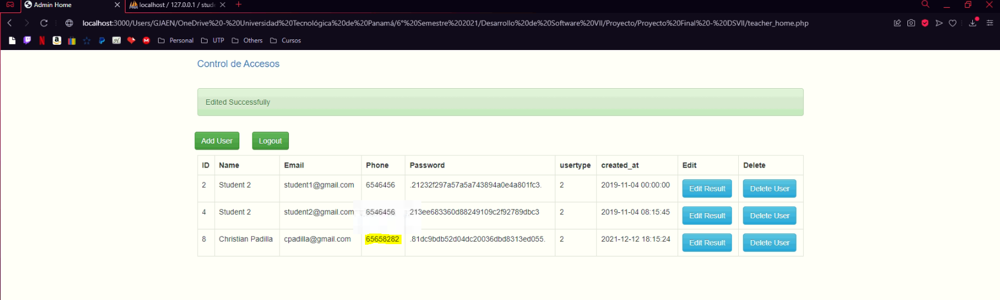 Admin Home
localhost / 127.0.0.1 / stude
localhost:3000/Users/GJAEN/OneDrive%20-%20Universidad%20Tecnológica%20de%20Panamá/6°%20Semestre%202021/Desarrollo%20de%20Software%20VII/Proyecto/Proyecto%20Final%20-%20DSVII/teacher_home.php
Personal UTP Others Cursos
Control de Accesos
Edited Successfully
Add User Logout
ID Name Email Phone Password usertype created_at Edit Delete
2 Student 2 student1@gmail.com 6546456 .21232f297a57a5a743894a0e4a801fc3. 2 2019-11-04 00:00:00 Edit Result Delete User
4 Student 2 student2@gmail.com 6546456 213ee683360d88249109c2f92789dbc3 2 2019-11-04 08:15:45 Edit Result Delete User
8 Christian Padilla cpadilla@gmail.com 65658282 .81dc9bdb52d04dc20036dbd8313ed055. 2 2021-12-12 18:15:24 Edit Result Delete User